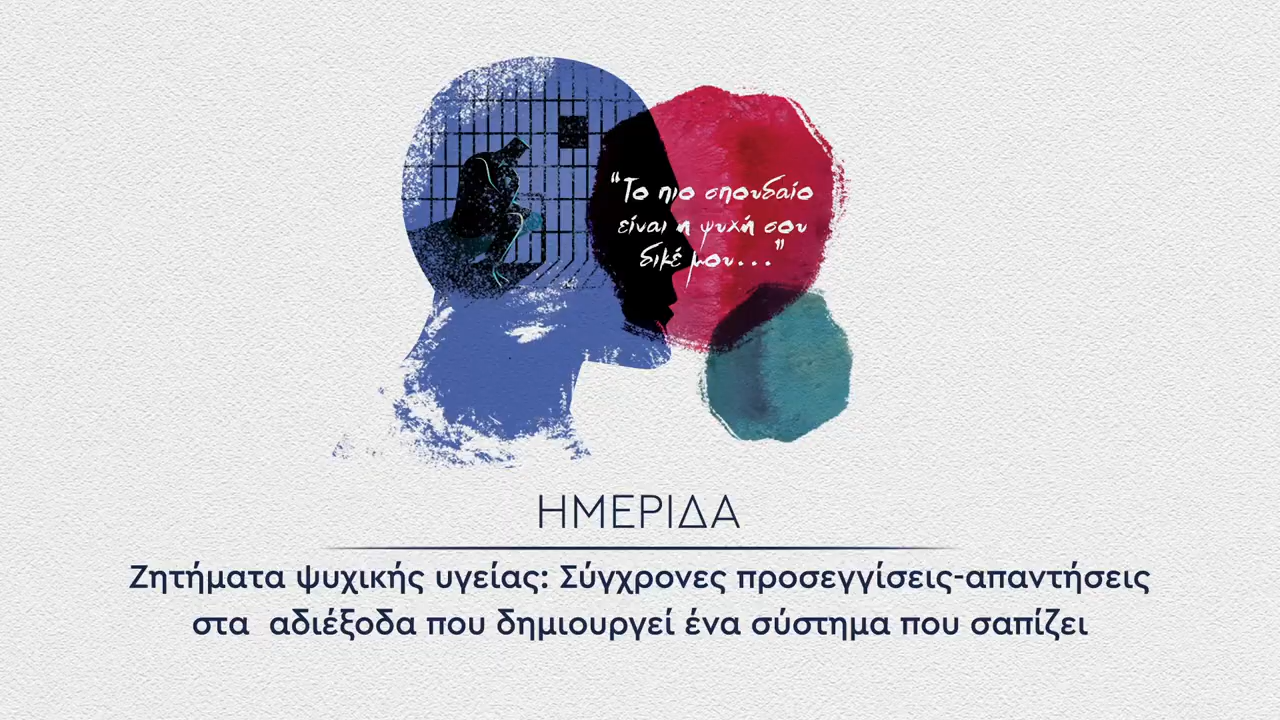 "Το πιο σπουδαίο
είναι η ψυχή σου
δικέ μου..."
ΗΜΕΡΙΔΑ
Ζητήματα ψυχικής υγείας: Σύγχρονες προσεγγίσεις-απαντήσεις
στα αδιέξοδα που δημιουργεί ένα σύστημα που σαπίζει